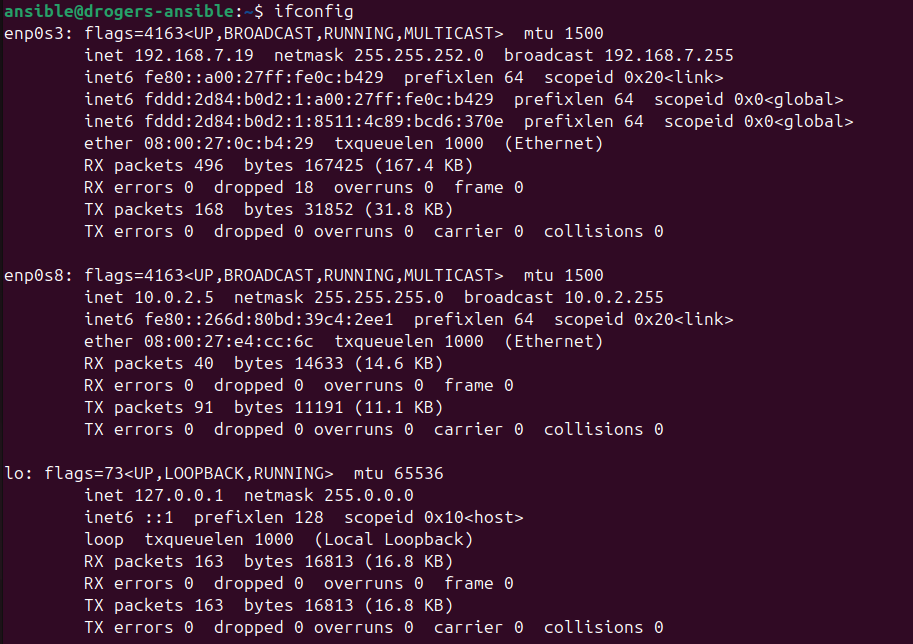 ansible@drogers-ansible:~$ ifconfig
enp0s3: flags=4163<UP,BROADCAST,RUNNING,MULTICAST>  mtu 1500
        inet 192.168.7.19  netmask 255.255.252.0  broadcast 192.168.7.255
        inet6 fe80::a00:27ff:fe0c:b429  prefixlen 64  scopeid 0x20<link>
        inet6 fddd:2d84:b0d2:1:a00:27ff:fe0c:b429  prefixlen 64  scopeid 0x0<global>
        inet6 fddd:2d84:b0d2:1:8511:4c89:bcd6:370e  prefixlen 64  scopeid 0x0<global>
        ether 08:00:27:0c:b4:29  txqueuelen 1000  (Ethernet)
        RX packets 496  bytes 167425 (167.4 KB)
        RX errors 0  dropped 18  overruns 0  frame 0
        TX packets 168  bytes 31852 (31.8 KB)
        TX errors 0  dropped 0 overruns 0  carrier 0  collisions 0

enp0s8: flags=4163<UP,BROADCAST,RUNNING,MULTICAST>  mtu 1500
        inet 10.0.2.5  netmask 255.255.255.0  broadcast 10.0.2.255
        inet6 fe80::266d:80bd:39c4:2ee1  prefixlen 64  scopeid 0x20<link>
        ether 08:00:27:e4:cc:6c  txqueuelen 1000  (Ethernet)
        RX packets 40  bytes 14633 (14.6 KB)
        RX errors 0  dropped 0  overruns 0  frame 0
        TX packets 91  bytes 11191 (11.1 KB)
        TX errors 0  dropped 0 overruns 0  carrier 0  collisions 0

lo: flags=73<UP,LOOPBACK,RUNNING>  mtu 65536
        inet 127.0.0.1  netmask 255.0.0.0
        inet6 ::1  prefixlen 128  scopeid 0x10<host>
        loop  txqueuelen 1000  (Local Loopback)
        RX packets 163  bytes 16813 (16.8 KB)
        RX errors 0  dropped 0  overruns 0  frame 0
        TX packets 163  bytes 16813 (16.8 KB)
        TX errors 0  dropped 0 overruns 0  carrier 0  collisions 0